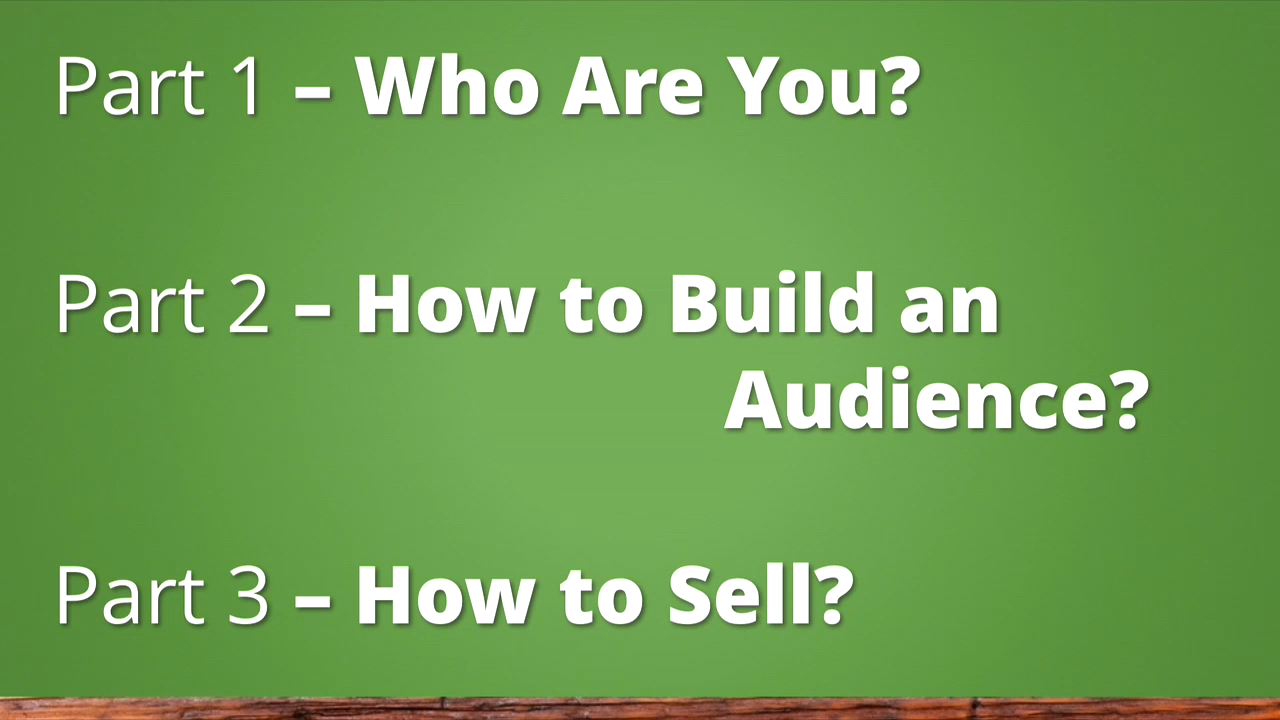 Part 1 – Who Are You?
Part 2 – How to Build an
Audience?
Part 3 – How to Sell?